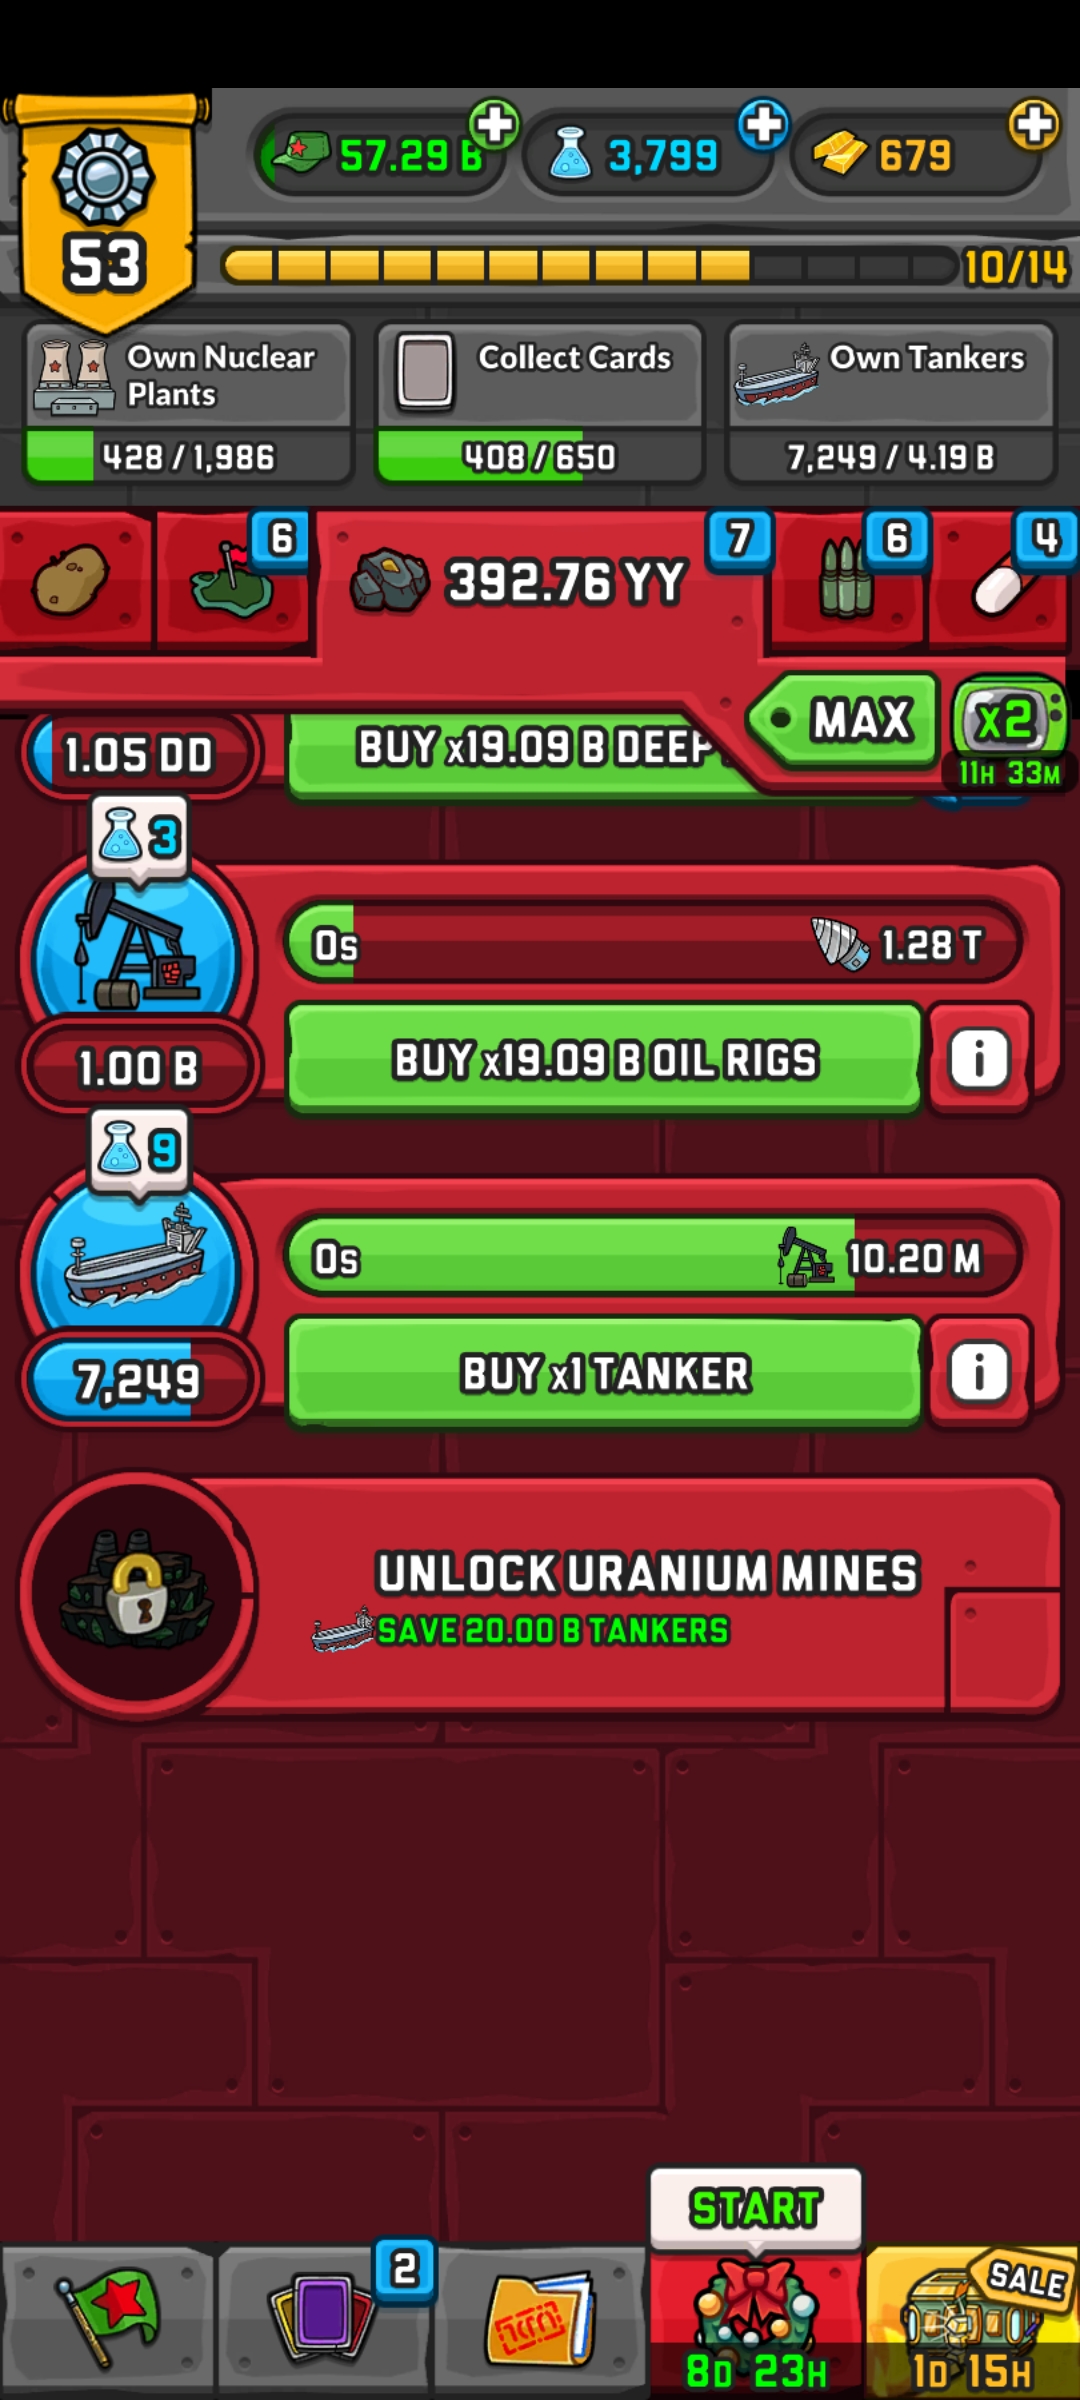 57.29 B
3,799
679
53
10/14
Own Nuclear
Plants
428 / 1,986
Collect Cards
408 / 650
Own Tankers
7,249 / 4.19 B
6
392.76 YY
7
6
4
MAX
x2
11H 33M
1.05 DD
BUY x19.09 B DEEP
3
0s
1.28 T
1.00 B
BUY x19.09 B OIL RIGS
i
9
0s
10.20 M
7,249
BUY x1 TANKER
i
UNLOCK URANIUM MINES
SAVE 20.00 B TANKERS
START
2
8D 23H
SALE
1D 15H